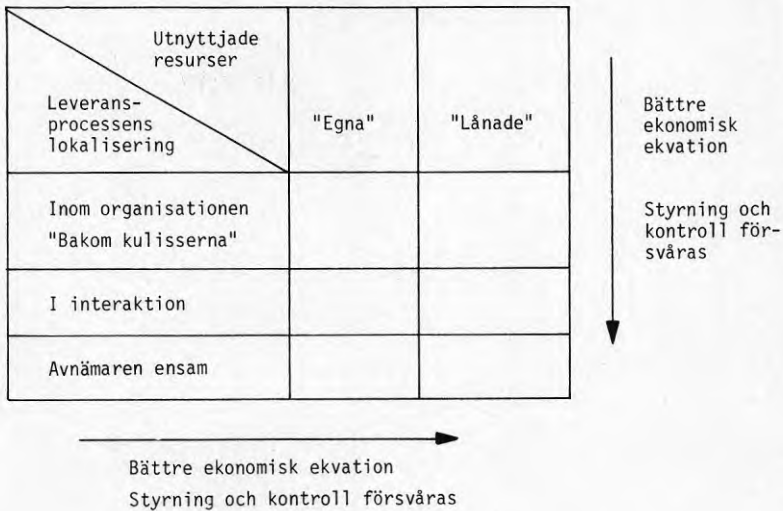 Utnyttjade
resurser
Leverans-
processens
lokalisering
"Egna"
"Lånade"
Inom organisationen
"Bakom kulisserna"
I interaktion
Avnämaren ensam
Bättre
ekonomisk
ekvation
Styrning och
kontroll för-
svåras
Bättre ekonomisk ekvation
Styrning och kontroll försvåras